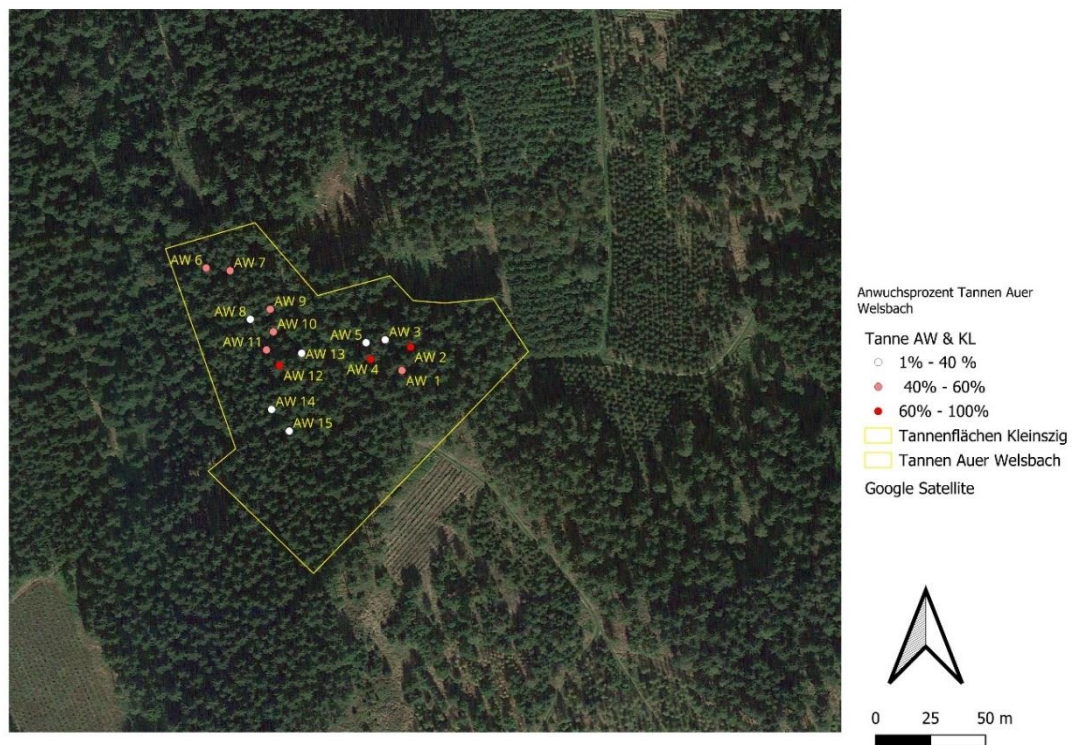 AW 6
AW 7
AW 9
AW 8
AW 10
AW 11
AW 13
AW 12
AW 5
AW 3
AW 2
AW 4
AW 1
AW 14
AW 15
Anwuchsprozent Tannen Auer
Welsbach
Tanne AW & KL
1% - 40 %
40% - 60%
60% - 100%
Tannenflächen Kleinszig
Tannen Auer Welsbach
Google Satellite
0 25 50 m